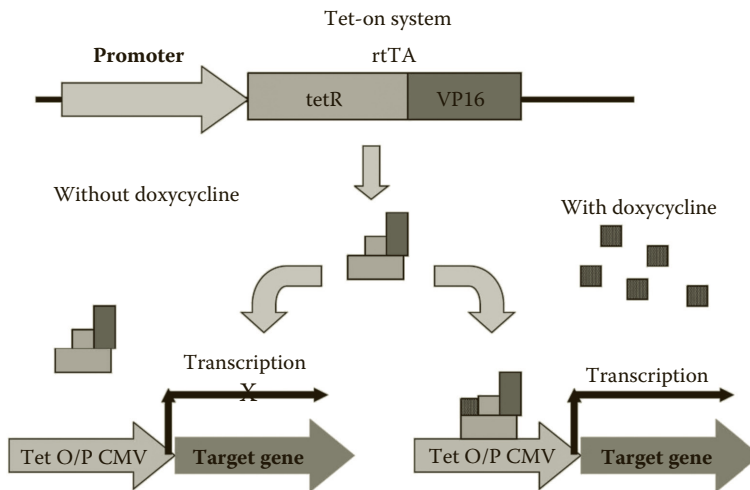 Tet-on system
Promoter
rtTA
tetR
VP16
Without doxycycline
With doxycycline
Transcription
X
Transcription
Tet O/P CMV
Target gene
Tet O/P CMV
Target gene